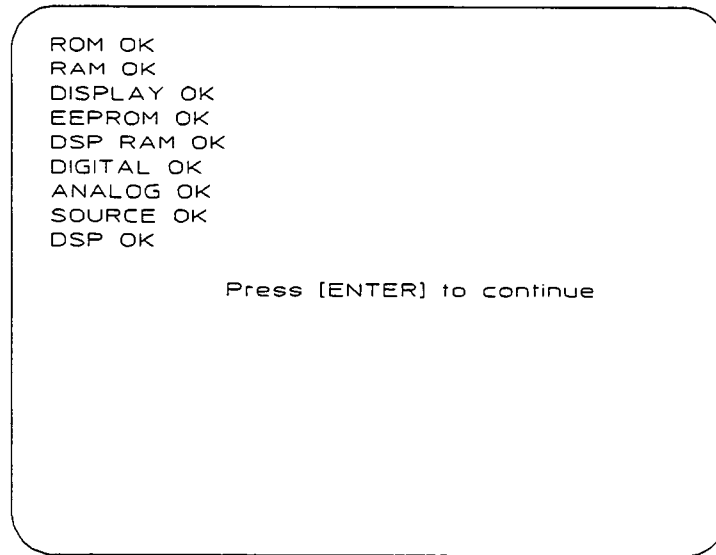 ROM OK
RAM OK
DISPLAY OK
EEPROM OK
DSP RAM OK
DIGITAL OK
ANALOG OK
SOURCE OK
DSP OK
Press [ENTER] to continue